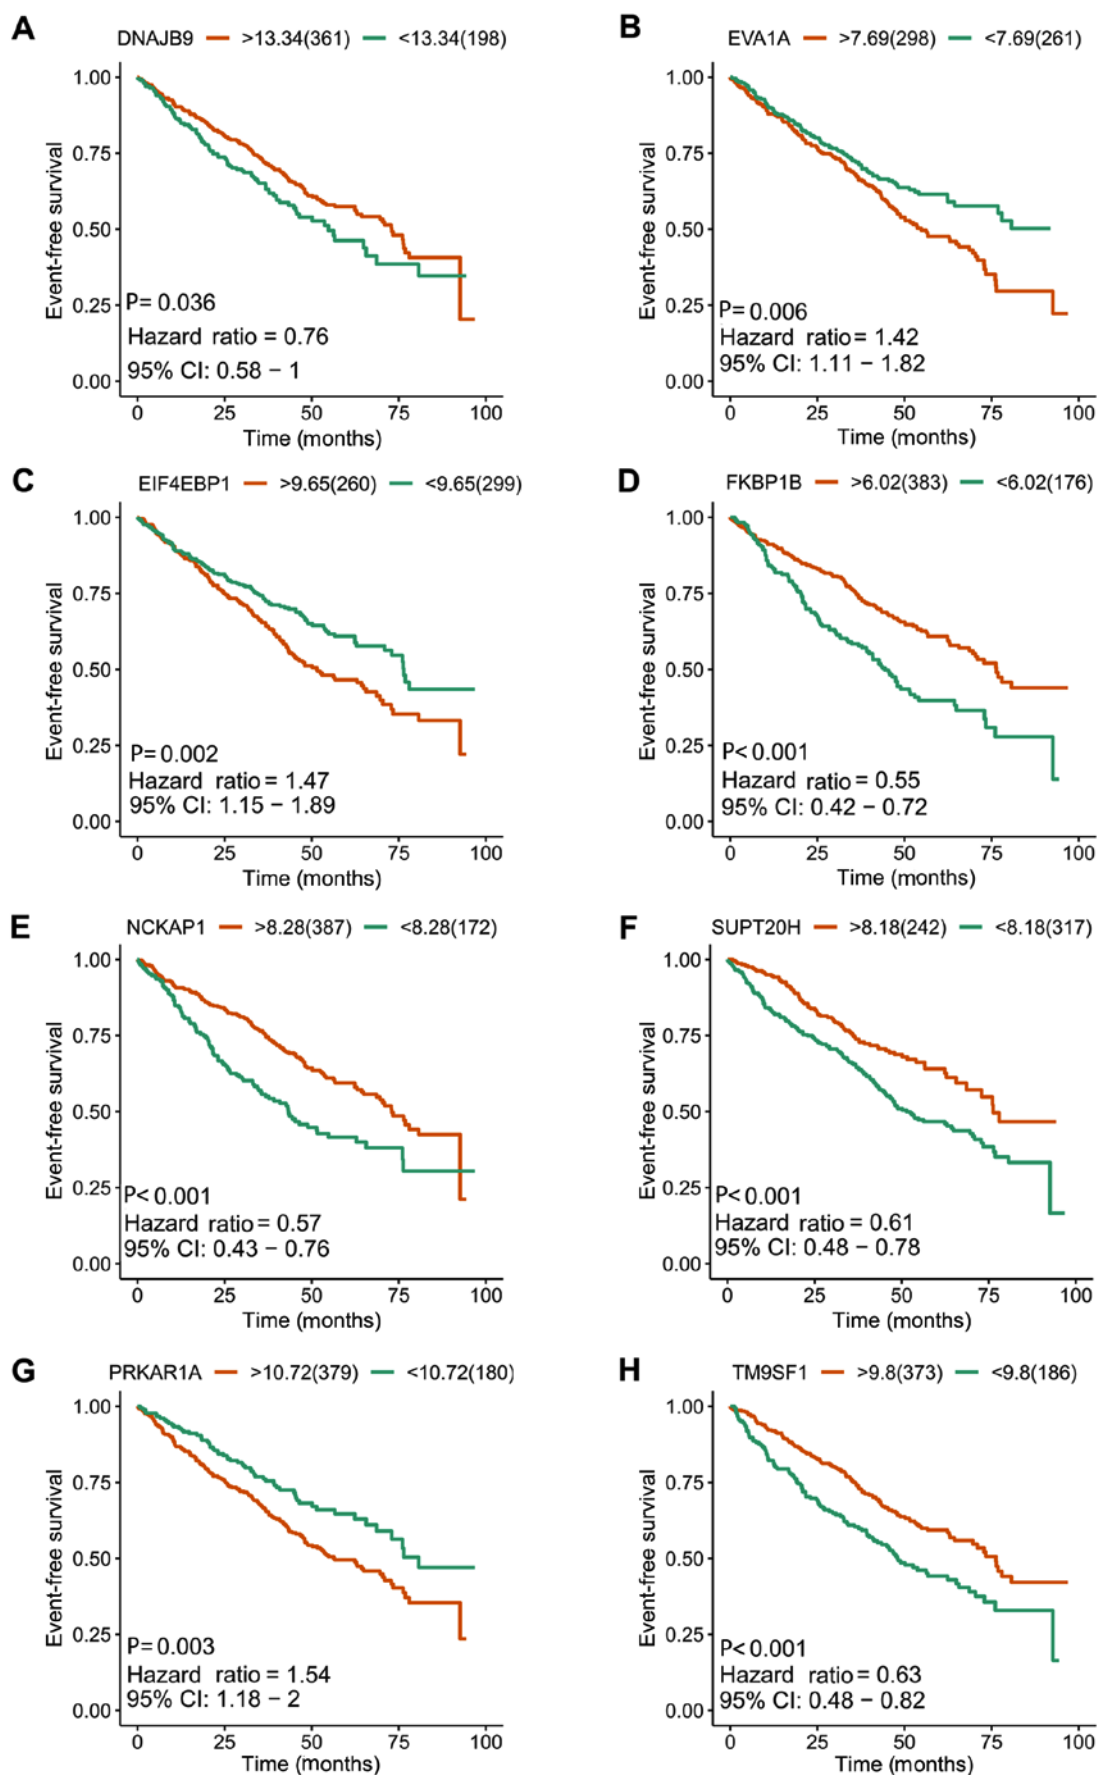 A
DNAJB9 >13.34(361) <13.34(198)
Event-free survival
1.00
0.75
0.50
0.25
0.00
P= 0.036
Hazard ratio = 0.76
95% CI: 0.58 − 1
0 25 50 75 100
Time (months)
B
EVA1A >7.69(298) <7.69(261)
Event-free survival
1.00
0.75
0.50
0.25
0.00
P= 0.006
Hazard ratio = 1.42
95% CI: 1.11 − 1.82
0 25 50 75 100
Time (months)
C
EIF4EBP1 >9.65(260) <9.65(299)
Event-free survival
1.00
0.75
0.50
0.25
0.00
P= 0.002
Hazard ratio = 1.47
95% CI: 1.15 − 1.89
0 25 50 75 100
Time (months)
D
FKBP1B >6.02(383) <6.02(176)
Event-free survival
1.00
0.75
0.50
0.25
0.00
P< 0.001
Hazard ratio = 0.55
95% CI: 0.42 − 0.72
0 25 50 75 100
Time (months)
E
NCKAP1 >8.28(387) <8.28(172)
Event-free survival
1.00
0.75
0.50
0.25
0.00
P< 0.001
Hazard ratio = 0.57
95% CI: 0.43 − 0.76
0 25 50 75 100
Time (months)
F
SUPT20H >8.18(242) <8.18(317)
Event-free survival
1.00
0.75
0.50
0.25
0.00
P< 0.001
Hazard ratio = 0.61
95% CI: 0.48 − 0.78
0 25 50 75 100
Time (months)
G
PRKAR1A >10.72(379) <10.72(180)
Event-free survival
1.00
0.75
0.50
0.25
0.00
P= 0.003
Hazard ratio = 1.54
95% CI: 1.18 − 2
0 25 50 75 100
Time (months)
H
TM9SF1 >9.8(373) <9.8(186)
Event-free survival
1.00
0.75
0.50
0.25
0.00
P< 0.001
Hazard ratio = 0.63
95% CI: 0.48 − 0.82
0 25 50 75 100
Time (months)